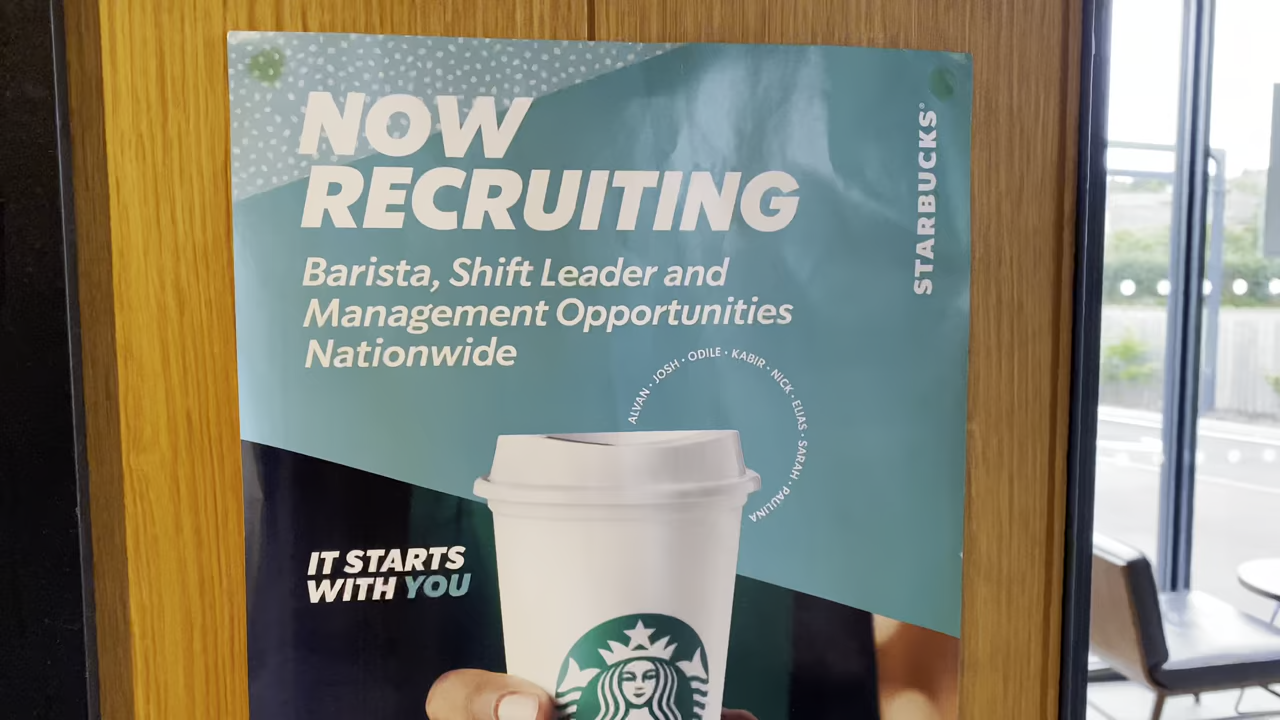 NOW
RECRUITING
Barista, Shift Leader and
Management Opportunities
Nationwide
STARBUCKS®
ALVAN · JOSH · ODILE · KABIR · NICK · ELIAS · SARAH · PAULINA
IT STARTS
WITH YOU